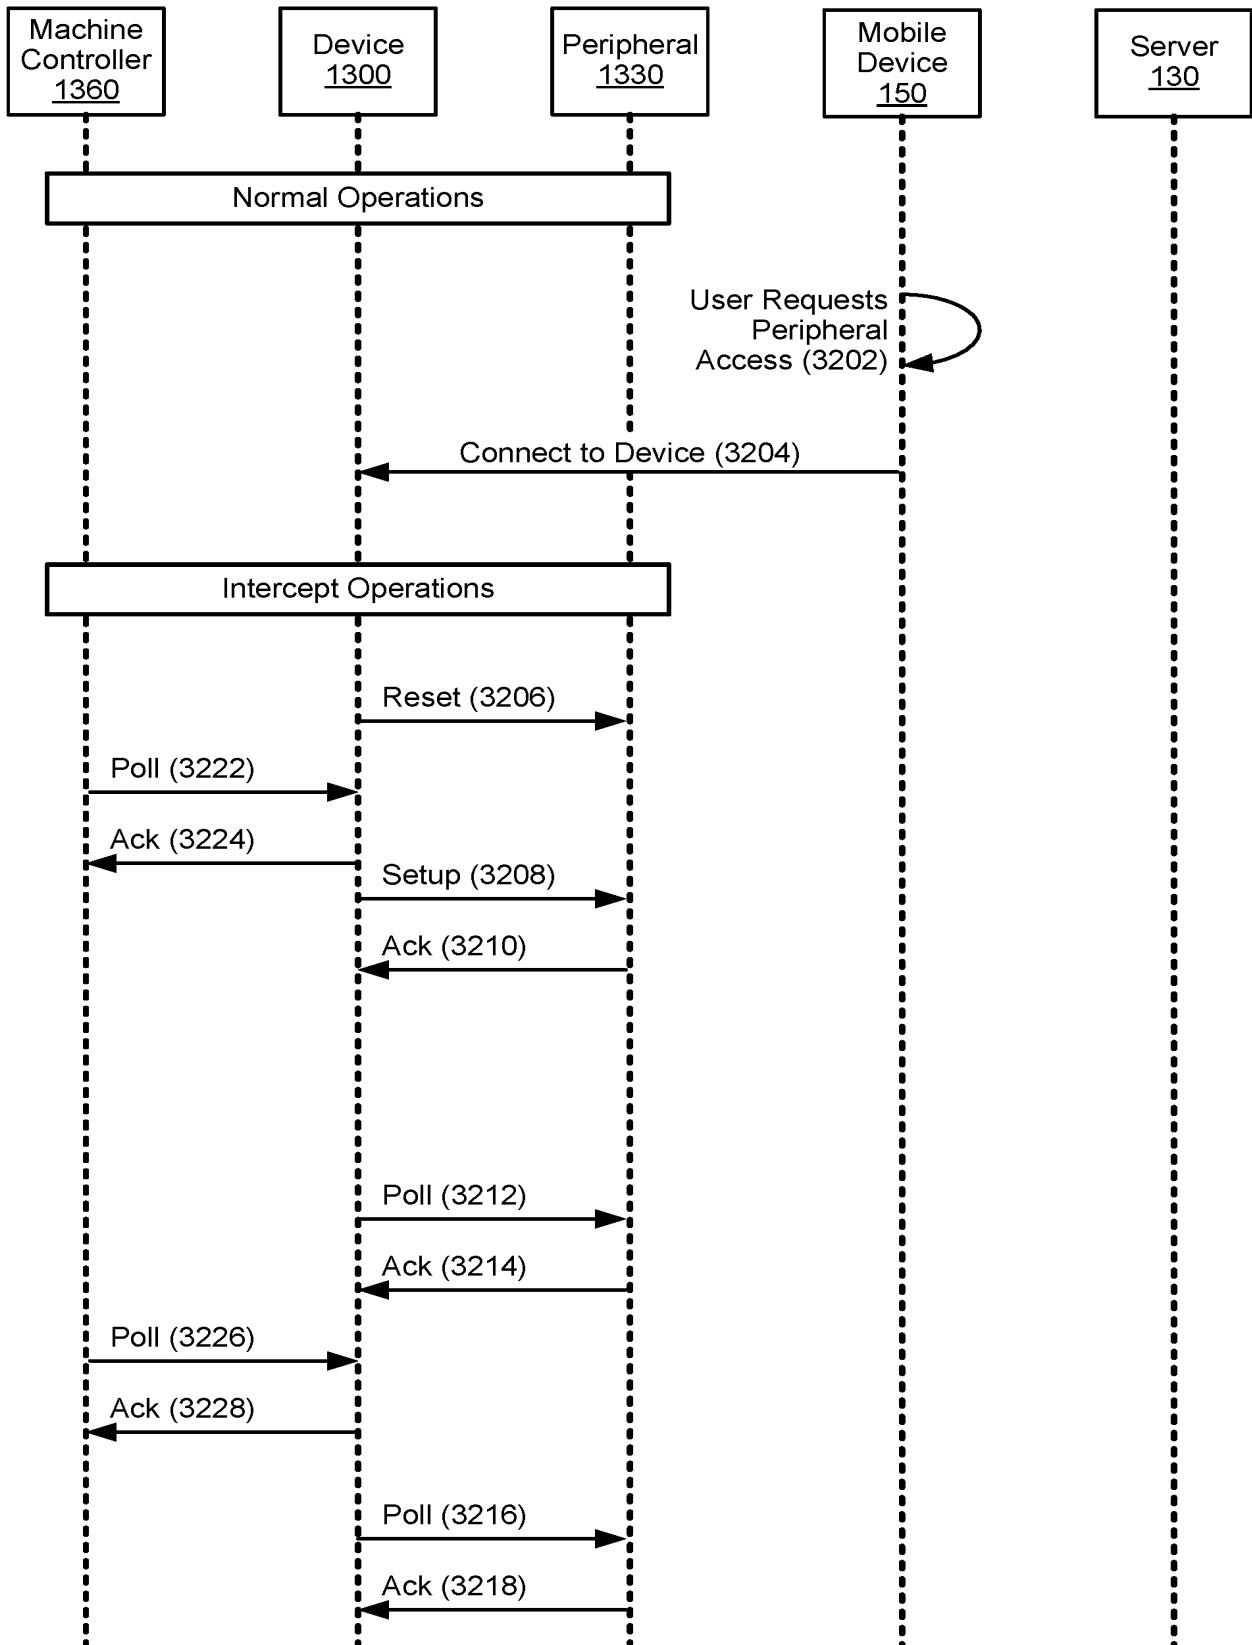 Machine
Controller
1360
Device
1300
Peripheral
1330
Mobile
Device
150
Server
130
Normal Operations
User Requests
Peripheral
Access (3202)
Connect to Device (3204)
Intercept Operations
Reset (3206)
Poll (3222)
Ack (3224)
Setup (3208)
Ack (3210)
Poll (3212)
Ack (3214)
Poll (3226)
Ack (3228)
Poll (3216)
Ack (3218)